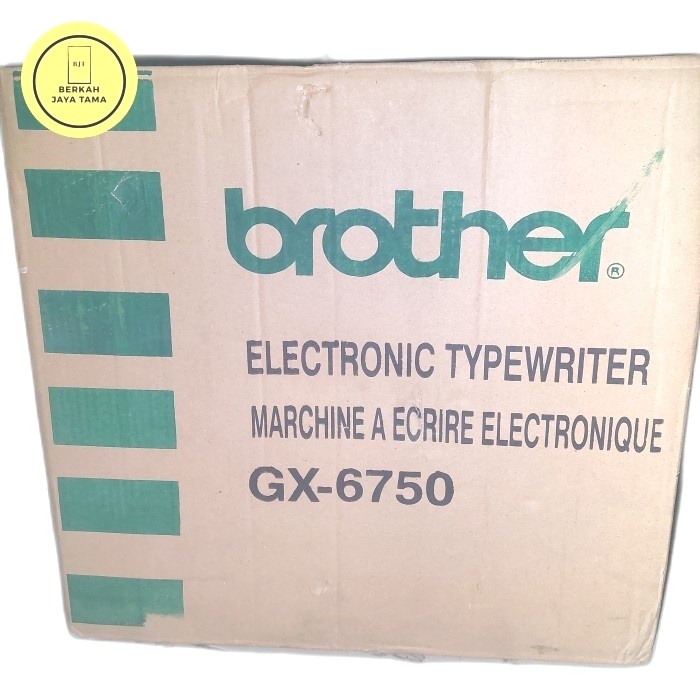 BJT
BERKAH
JAYA TAMA
brother®
ELECTRONIC TYPEWRITER
MARCHINE A ECRIRE ELECTRONIQUE
GX-6750